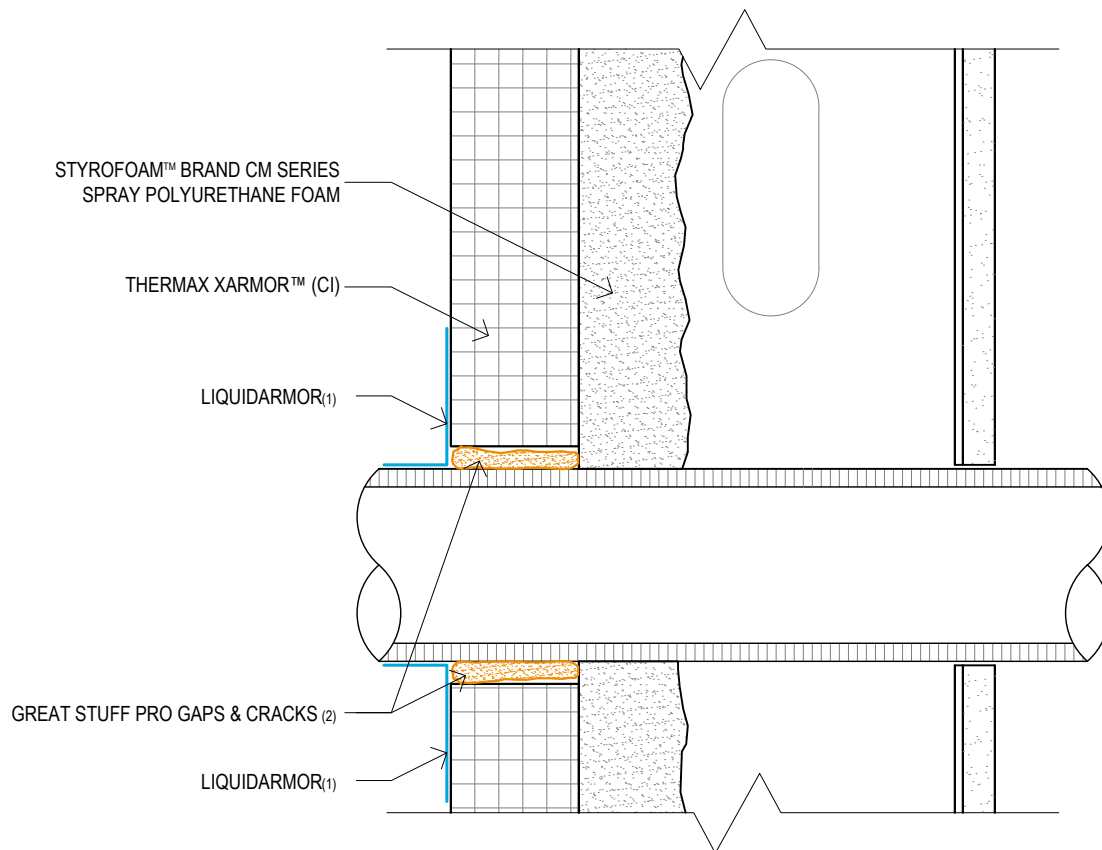 STYROFOAM™ BRAND CM SERIES
SPRAY POLYURETHANE FOAM
THERMAX XARMOR™ (CI)
LIQUIDARMOR(1)
GREAT STUFF PRO GAPS & CRACKS (2)
LIQUIDARMOR(1)